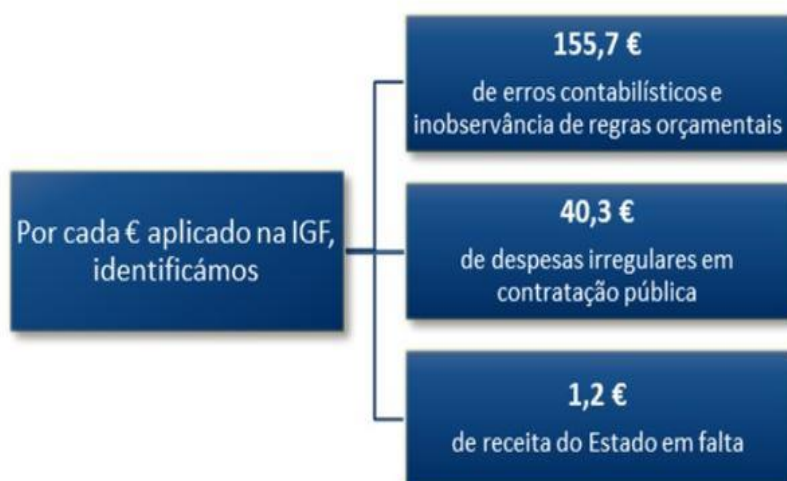 Por cada € aplicado na IGF,
identificámos
155,7 €
de erros contabilísticos e
inobservância de regras orçamentais
40,3 €
de despesas irregulares em
contratação pública
1,2 €
de receita do Estado em falta